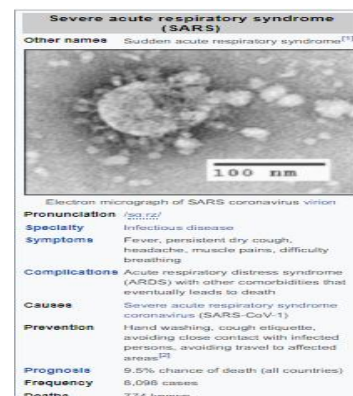 Severe acute respiratory syndrome
(SARS)
Other names Sudden acute respiratory syndrome[1]
100 nm
Electron micrograph of SARS coronavirus virion
Pronunciation /sɑːrz/
Specialty Infectious disease
Symptoms Fever, persistent dry cough,
headache, muscle pains, difficulty
breathing
Complications Acute respiratory distress syndrome
(ARDS) with other comorbidities that
eventually leads to death
Causes Severe acute respiratory syndrome
coronavirus (SARS-CoV-1)
Prevention Hand washing, cough etiquette,
avoiding close contact with infected
persons, avoiding travel to affected
areas[2]
Prognosis 9.5% chance of death (all countries)
Frequency 8,098 cases
Deaths 774 known